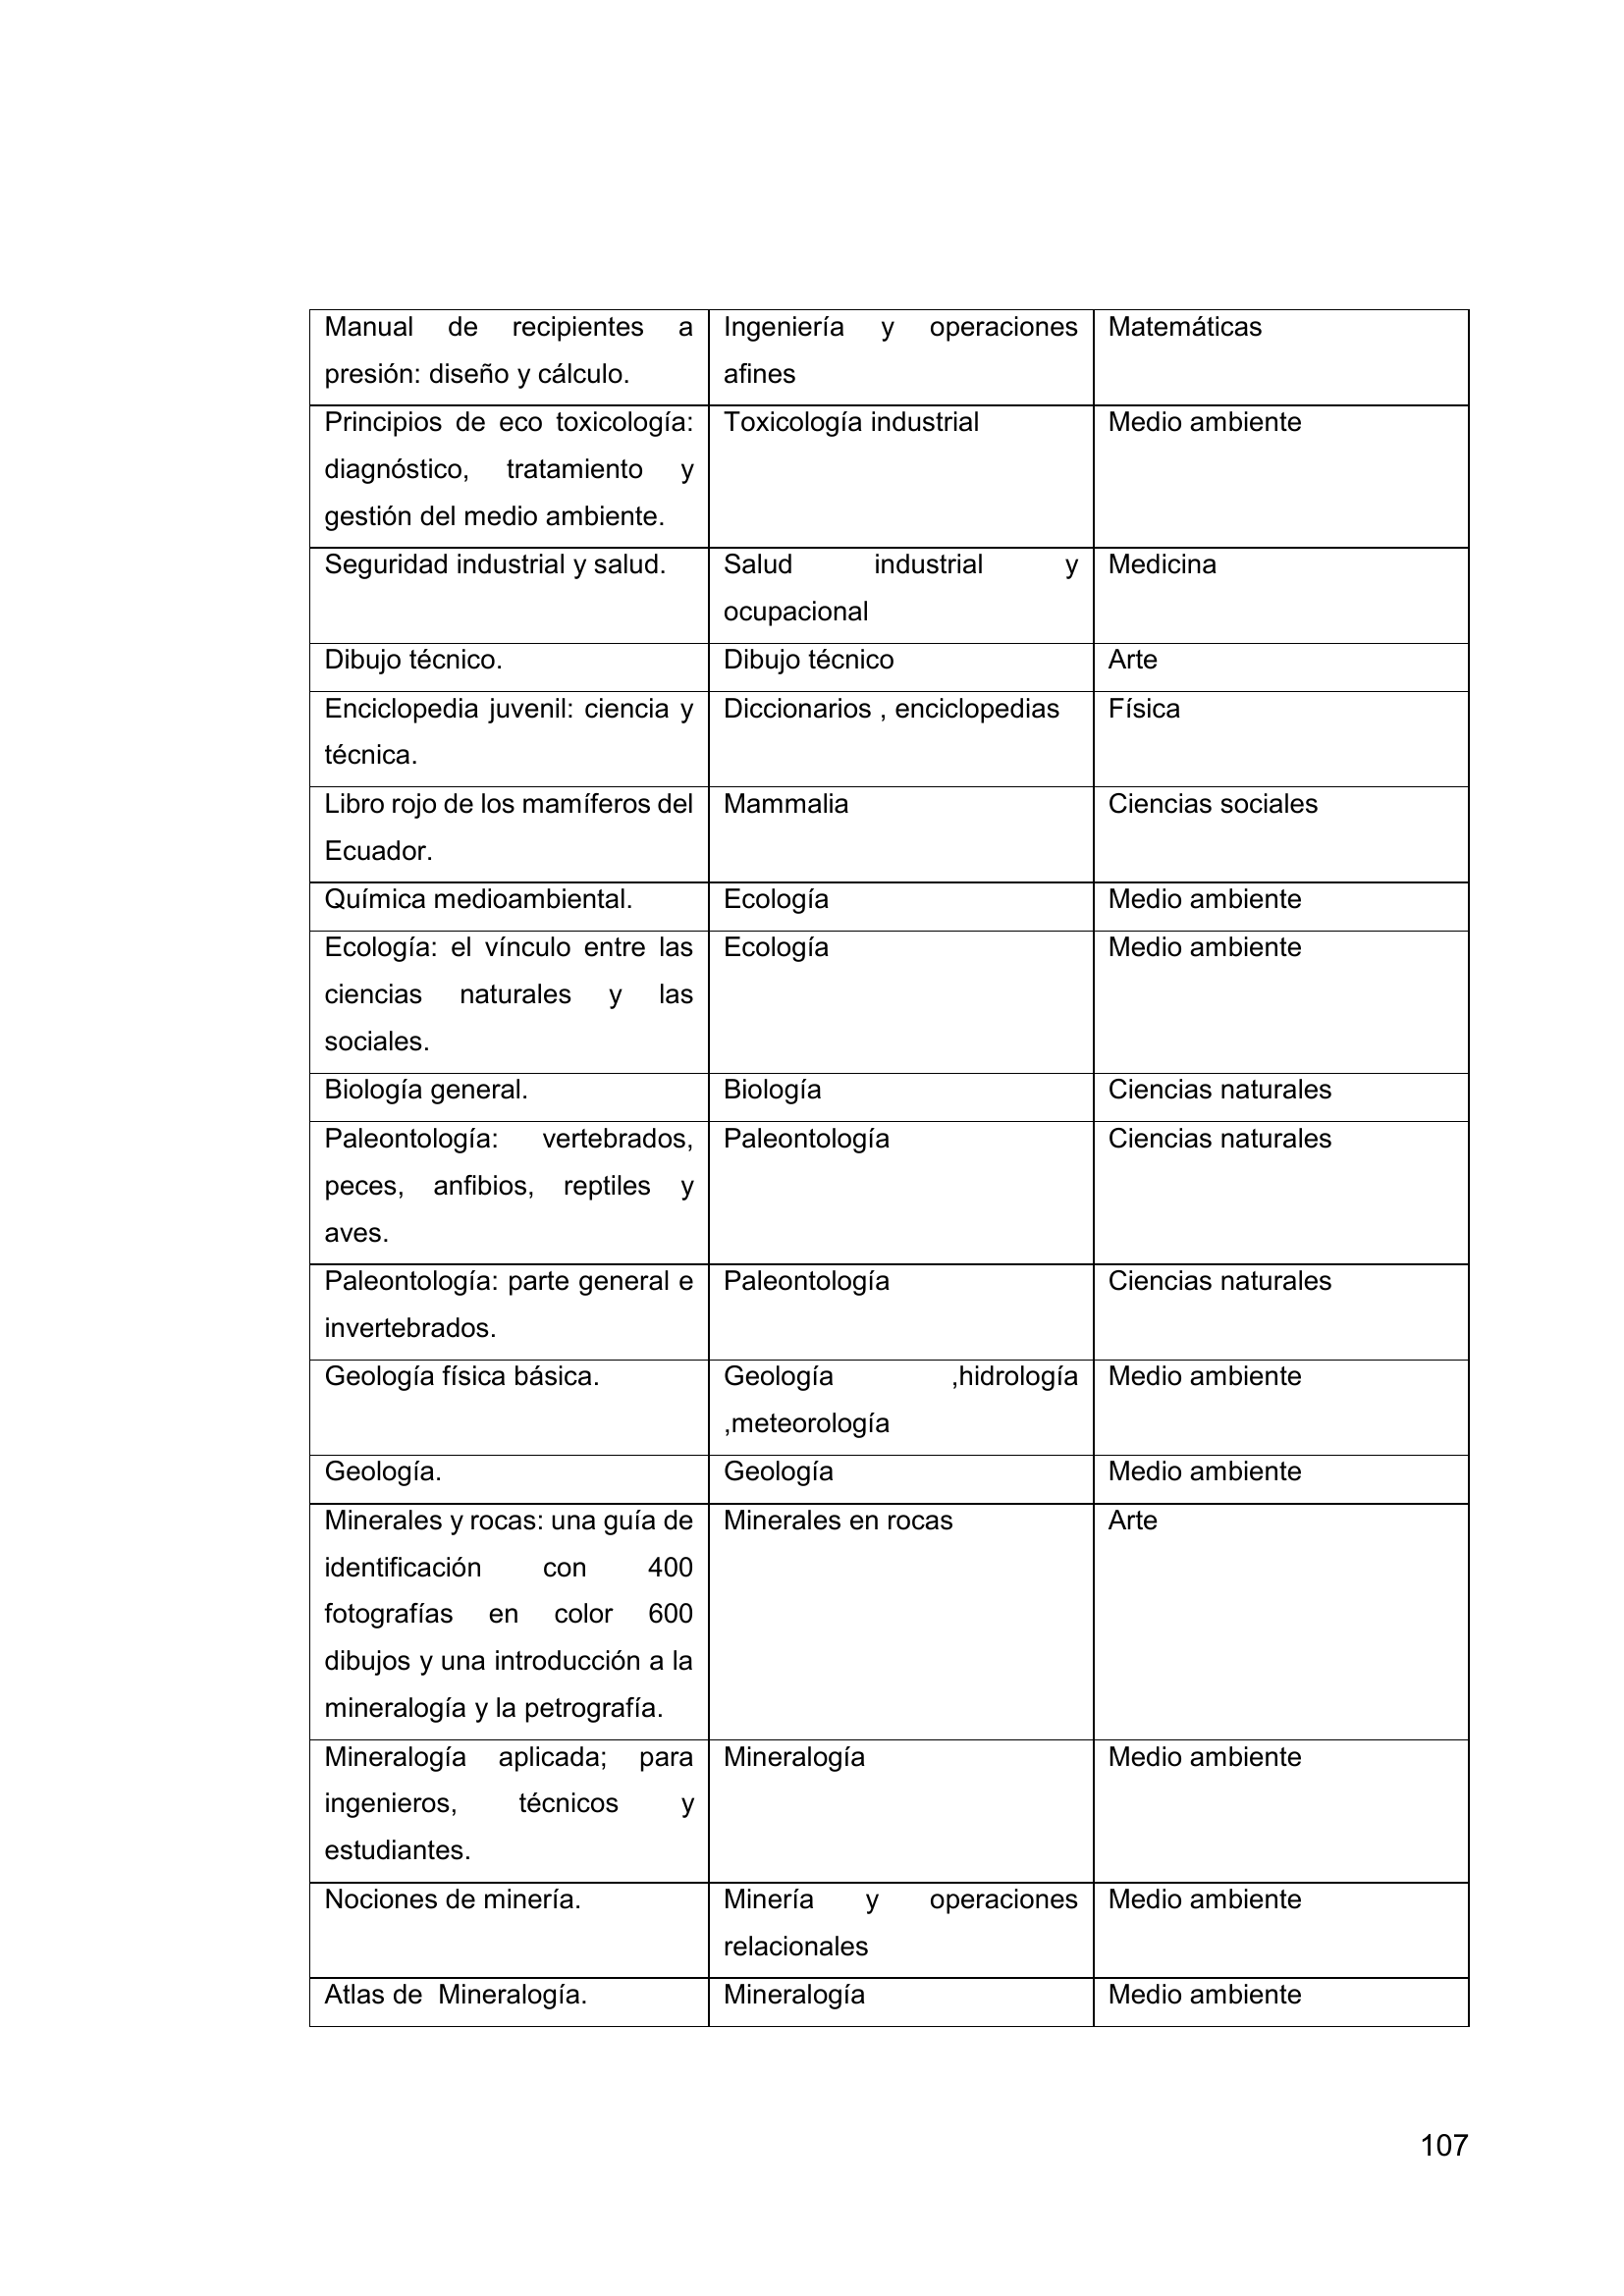 Manual de recipientes a
presión: diseño y cálculo.
Ingeniería y operaciones
afines
Matemáticas
Principios de eco toxicología:
diagnóstico, tratamiento y
gestión del medio ambiente.
Toxicología industrial
Medio ambiente
Seguridad industrial y salud.
Salud industrial y
ocupacional
Medicina
Dibujo técnico.
Dibujo técnico
Arte
Enciclopedia juvenil: ciencia y
técnica.
Diccionarios , enciclopedias
Física
Libro rojo de los mamíferos del
Ecuador.
Mammalia
Ciencias sociales
Química medioambiental.
Ecología
Medio ambiente
Ecología: el vínculo entre las
ciencias naturales y las
sociales.
Ecología
Medio ambiente
Biología general.
Biología
Ciencias naturales
Paleontología: vertebrados,
peces, anfibios, reptiles y
aves.
Paleontología
Ciencias naturales
Paleontología: parte general e
invertebrados.
Paleontología
Ciencias naturales
Geología física básica.
Geología ,hidrología
,meteorología
Medio ambiente
Geología.
Geología
Medio ambiente
Minerales y rocas: una guía de
identificación con 400
fotografías en color 600
dibujos y una introducción a la
mineralogía y la petrografía.
Minerales en rocas
Arte
Mineralogía aplicada; para
ingenieros, técnicos y
estudiantes.
Mineralogía
Medio ambiente
Nociones de minería.
Minería y operaciones
relacionales
Medio ambiente
Atlas de  Mineralogía.
Mineralogía
Medio ambiente
107